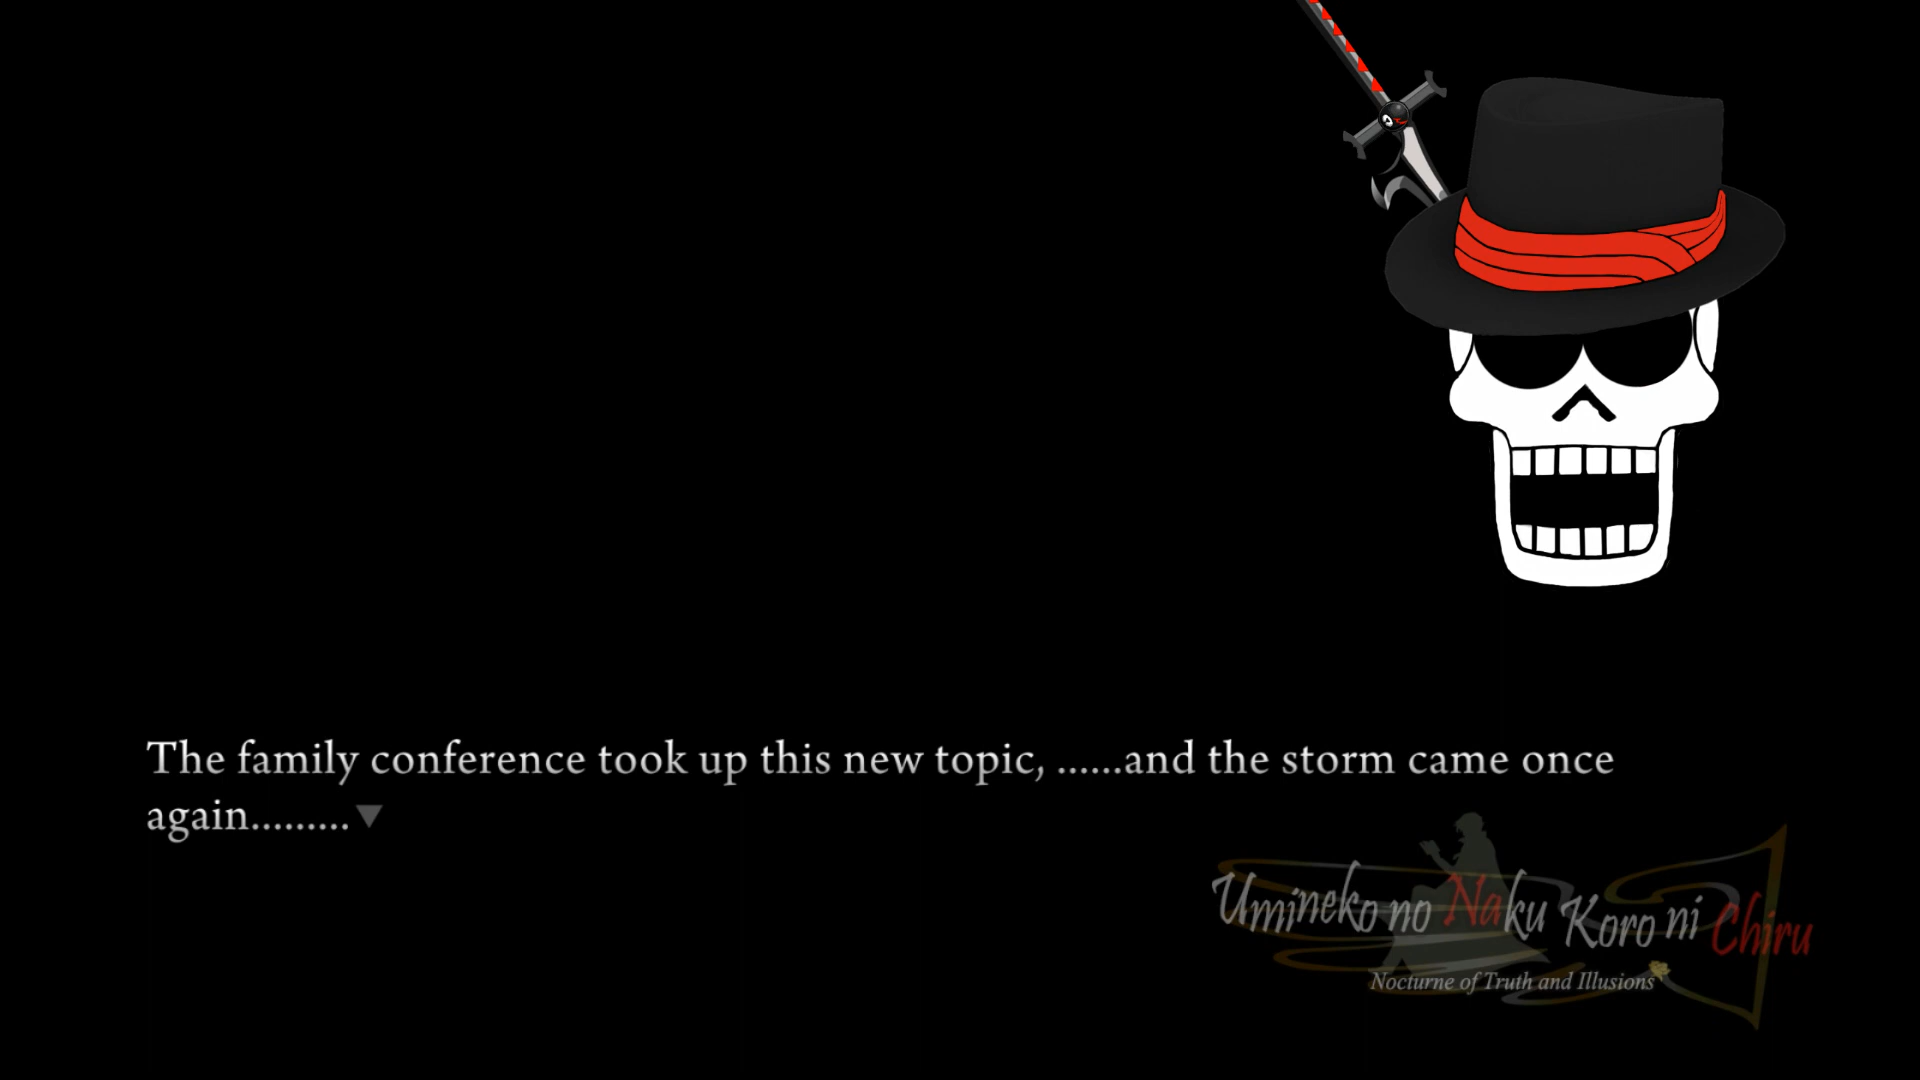 The family conference took up this new topic, ......and the storm came once
again.........
Umineko no Naku Koro ni Chiru
Nocturne of Truth and Illusions